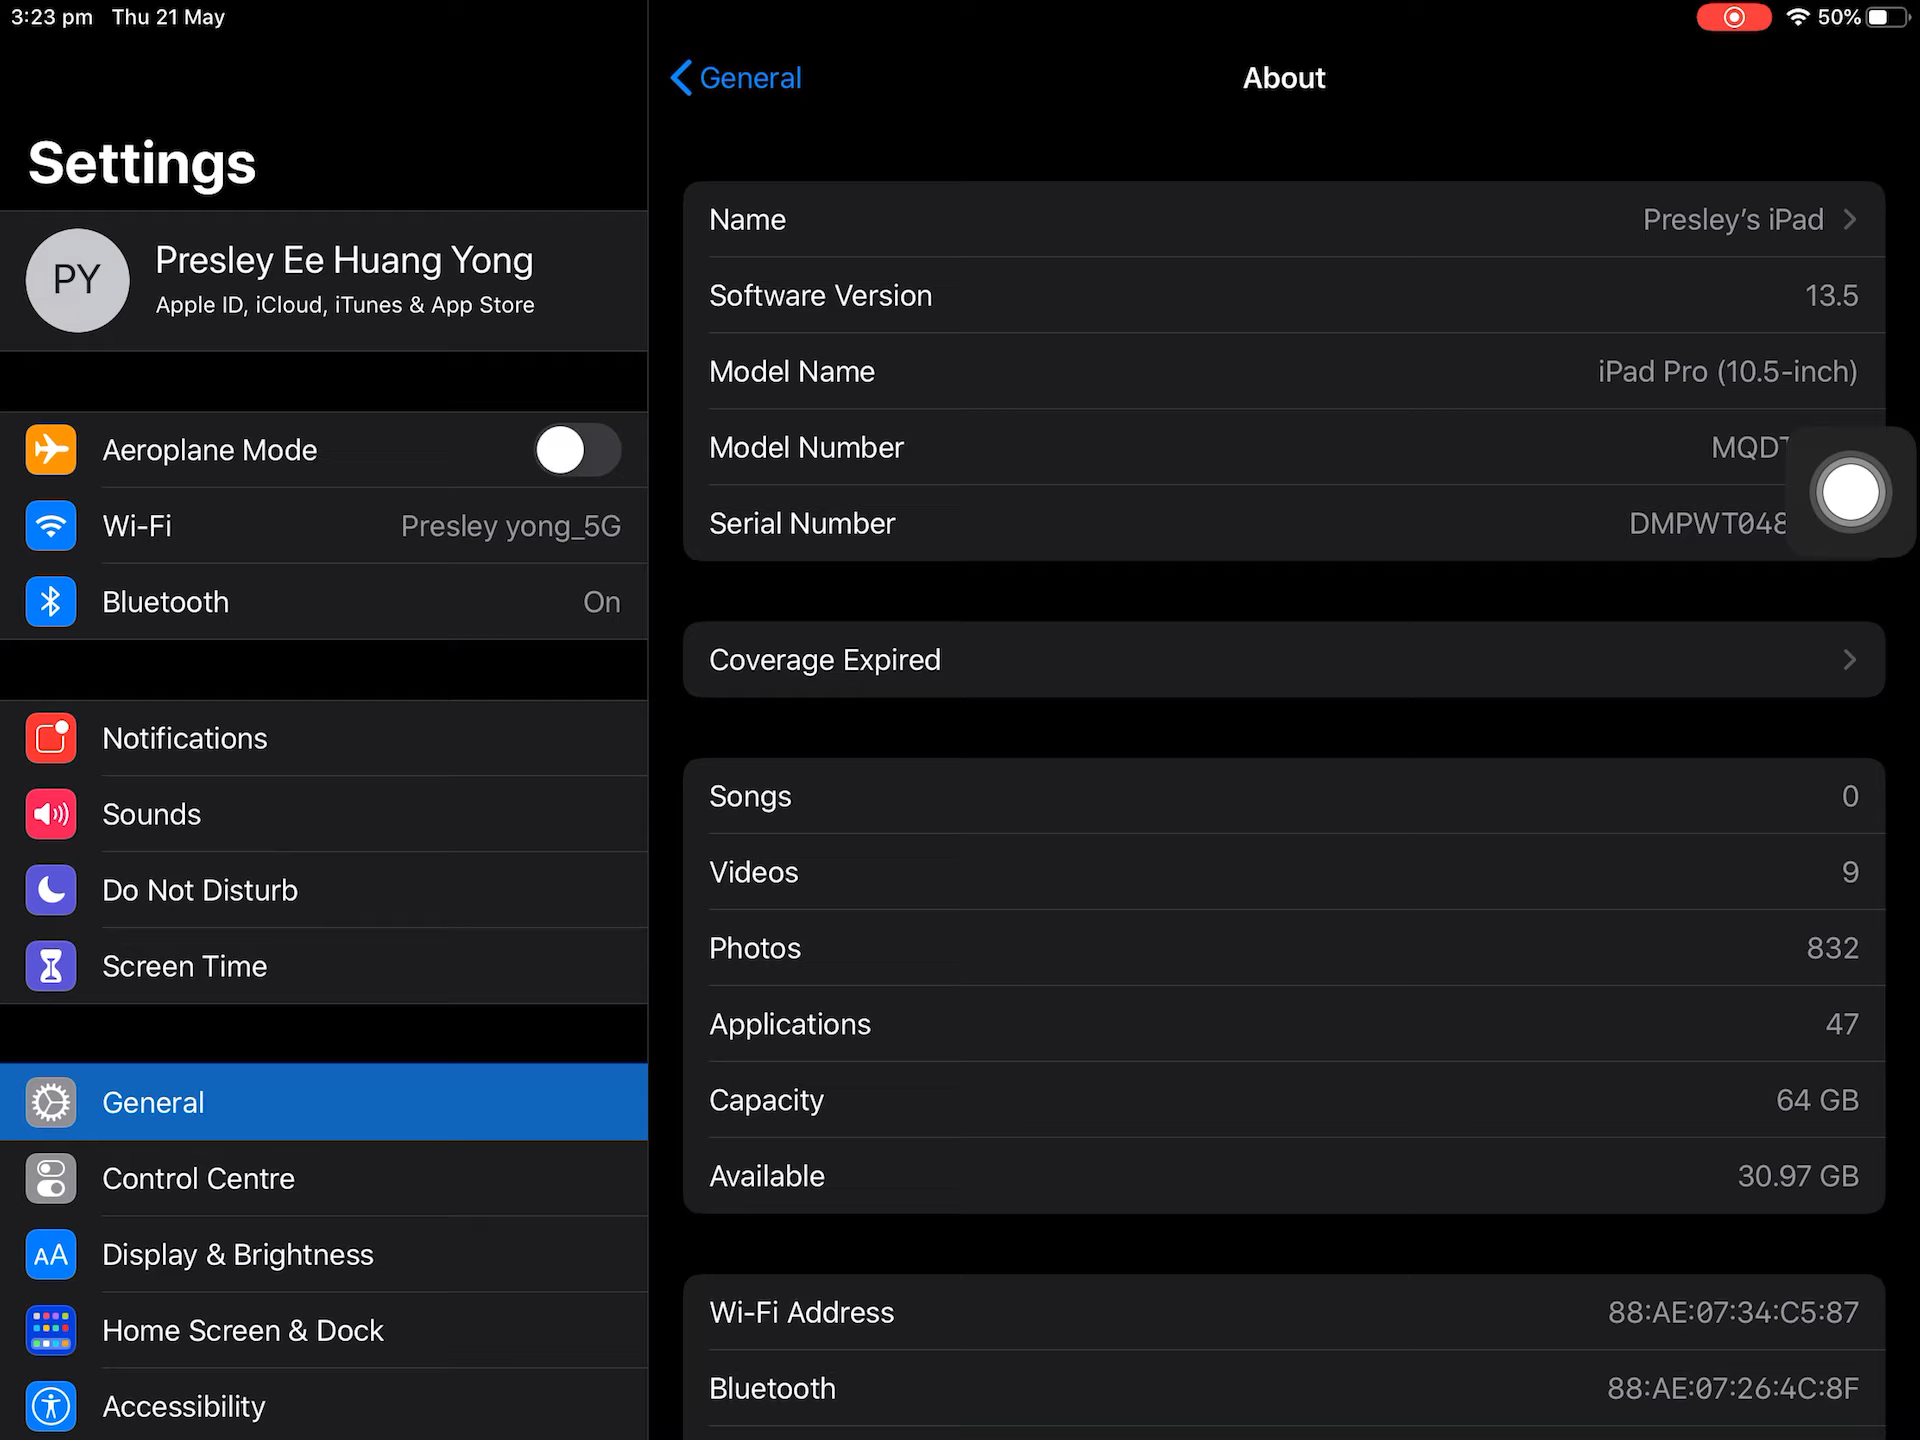 3:23 pm Thu 21 May
50%
Settings
PY
Presley Ee Huang Yong
Apple ID, iCloud, iTunes & App Store
Aeroplane Mode
Wi-Fi Presley yong_5G
Bluetooth On
Notifications
Sounds
Do Not Disturb
Screen Time
General
Control Centre
AA Display & Brightness
Home Screen & Dock
Accessibility
General About
Name Presley's iPad
Software Version 13.5
Model Name iPad Pro (10.5-inch)
Model Number
Serial Number DMPWT048
Coverage Expired
Songs 0
Videos 9
Photos 832
Applications 47
Capacity 64 GB
Available 30.97 GB
Wi-Fi Address 88:AE:07:34:C5:87
Bluetooth 88:AE:07:26:4C:8F